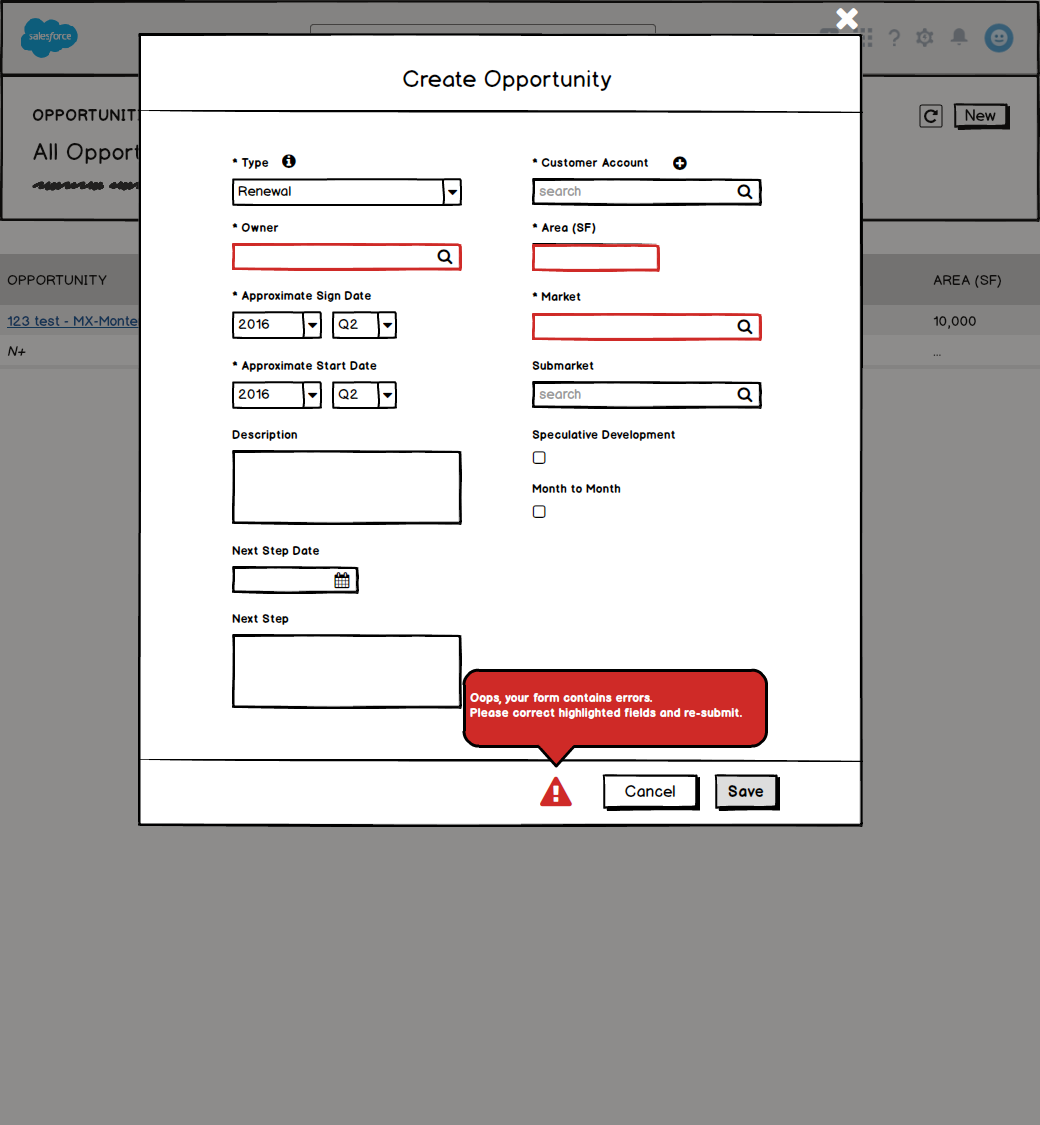 salesforce
Create Opportunity
OPPORTUNIT
New
All Opport
* Type
* Customer Account
Renewal
search
* Owner
* Area (SF)
* Approximate Sign Date
* Market
2016
Q2
* Approximate Start Date
Submarket
2016
Q2
search
Description
Speculative Development
Month to Month
Next Step Date
Next Step
OPPORTUNITY
AREA (SF)
123 test - MX-Monte
10,000
N+
...
Oops, your form contains errors.
Please correct highlighted fields and re-submit.
Cancel
Save